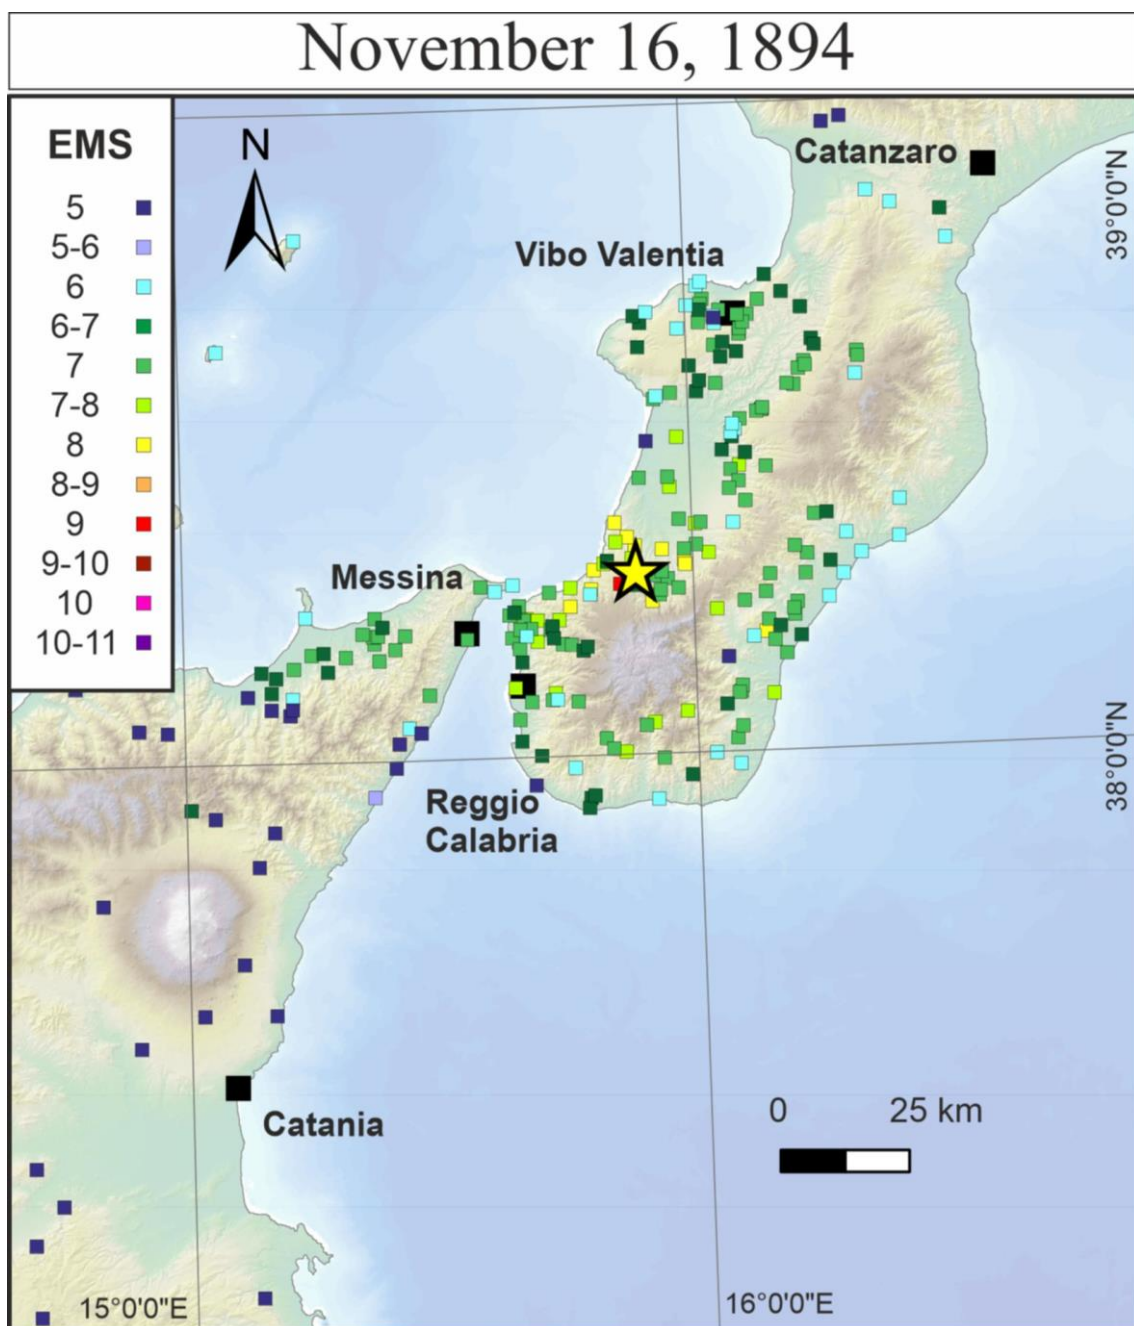 November 16, 1894
EMS
5
5-6
6
6-7
7
7-8
8
8-9
9
9-10
10
10-11
N
Catanzaro
39°0'0"N
Vibo Valentia
Messina
Reggio
Calabria
38°0'0"N
Catania
0 25 km
15°0'0"E
16°0'0"E